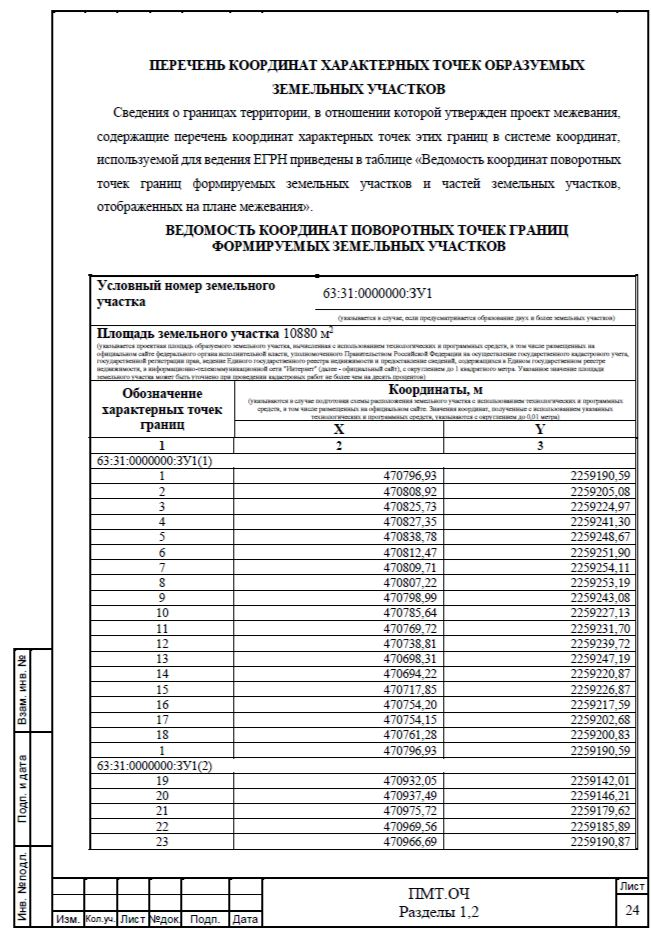 ПЕРЕЧЕНЬ КООРДИНАТ ХАРАКТЕРНЫХ ТОЧЕК ОБРАЗУЕМЫХ
ЗЕМЕЛЬНЫХ УЧАСТКОВ
Сведения о границах территории, в отношении которой утвержден проект межевания,
содержащие перечень координат характерных точек этих границ в системе координат,
используемой для ведения ЕГРН приведены в таблице «Ведомость координат поворотных
точек границ формируемых земельных участков и частей земельных участков,
отображенных на плане межевания».
ВЕДОМОСТЬ КООРДИНАТ ПОВОРОТНЫХ ТОЧЕК ГРАНИЦ
ФОРМИРУЕМЫХ ЗЕМЕЛЬНЫХ УЧАСТКОВ
Условный номер земельного
участка
63:31:0000000:ЗУ1
(указывается в случае, если предусматривается образование двух и более земельных участков)
Площадь земельного участка 10880 м²
(указывается проектная площадь образуемого земельного участка, вычисленная с использованием технологических и программных средств, в том числе размещенных на
официальном сайте федерального органа исполнительной власти, уполномоченного Правительством Российской Федерации на осуществление государственного кадастрового учета,
государственной регистрации прав, ведение Единого государственного реестра недвижимости и предоставление сведений, содержащихся в Едином государственном реестре
недвижимости, в информационно-телекоммуникационной сети "Интернет" (далее - официальный сайт), с округлением до 1 квадратного метра. Указанное значение площади
земельного участка может быть уточнено при проведении кадастровых работ не более чем на десять процентов)
Обозначение
характерных точек
границ
Координаты, м
(указываются в случае подготовки схемы расположения земельного участка с использованием технологических и программных
средств, в том числе размещенных на официальном сайте. Значения координат, полученные с использованием указанных
технологических и программных средств, указываются с округлением до 0,01 метра)
X Y
1 2 3
63:31:0000000:ЗУ1(1)
1 470796,93 2259190,59
2 470808,92 2259205,08
3 470825,73 2259224,97
4 470827,35 2259241,30
5 470838,78 2259248,67
6 470812,47 2259251,90
7 470809,71 2259254,11
8 470807,22 2259253,19
9 470798,99 2259243,08
10 470785,64 2259227,13
11 470769,72 2259231,70
12 470738,81 2259239,72
13 470698,31 2259247,19
14 470694,22 2259220,87
15 470717,85 2259226,87
16 470754,20 2259217,59
17 470754,15 2259202,68
18 470761,28 2259200,83
1 470796,93 2259190,59
63:31:0000000:ЗУ1(2)
19 470932,05 2259142,01
20 470937,49 2259146,21
21 470975,72 2259179,62
22 470969,56 2259185,89
23 470966,69 2259190,87
Взам. инв. №
Подп. и дата
Инв. №подл.
Изм. Кол.уч. Лист №док. Подп. Дата
ПМТ.ОЧ
Разделы 1,2
Лист
24